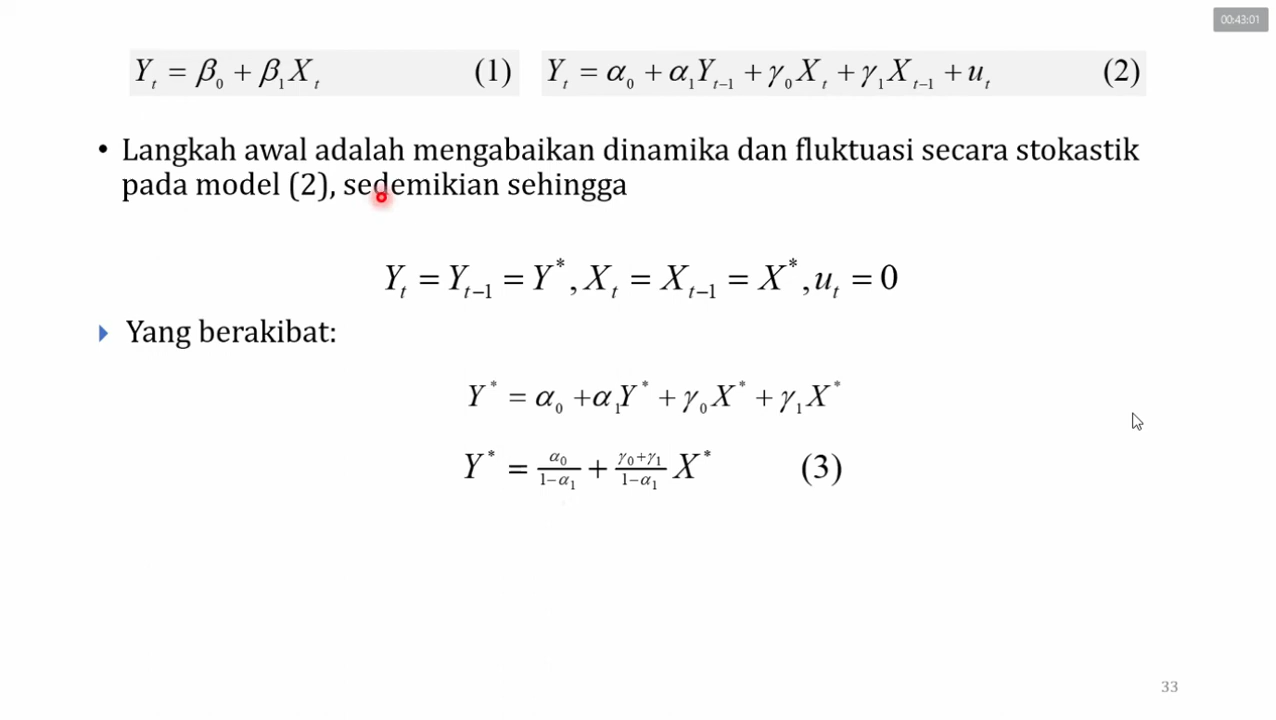 00:43:01
Yₜ = β₀ + β₁Xₜ (1) Yₜ = α₀ + α₁Yₜ₋₁ + γ₀Xₜ + γ₁Xₜ₋₁ + uₜ (2)
• Langkah awal adalah mengabaikan dinamika dan fluktuasi secara stokastik
pada model (2), sedemikian sehingga
Yₜ = Yₜ₋₁ = Y*, Xₜ = Xₜ₋₁ = X*, uₜ = 0
Yang berakibat:
Y* = α₀ + α₁Y* + γ₀X* + γ₁X*
Y* = α₀/(1−α₁) + (γ₀+γ₁)/(1−α₁) X* (3)
33